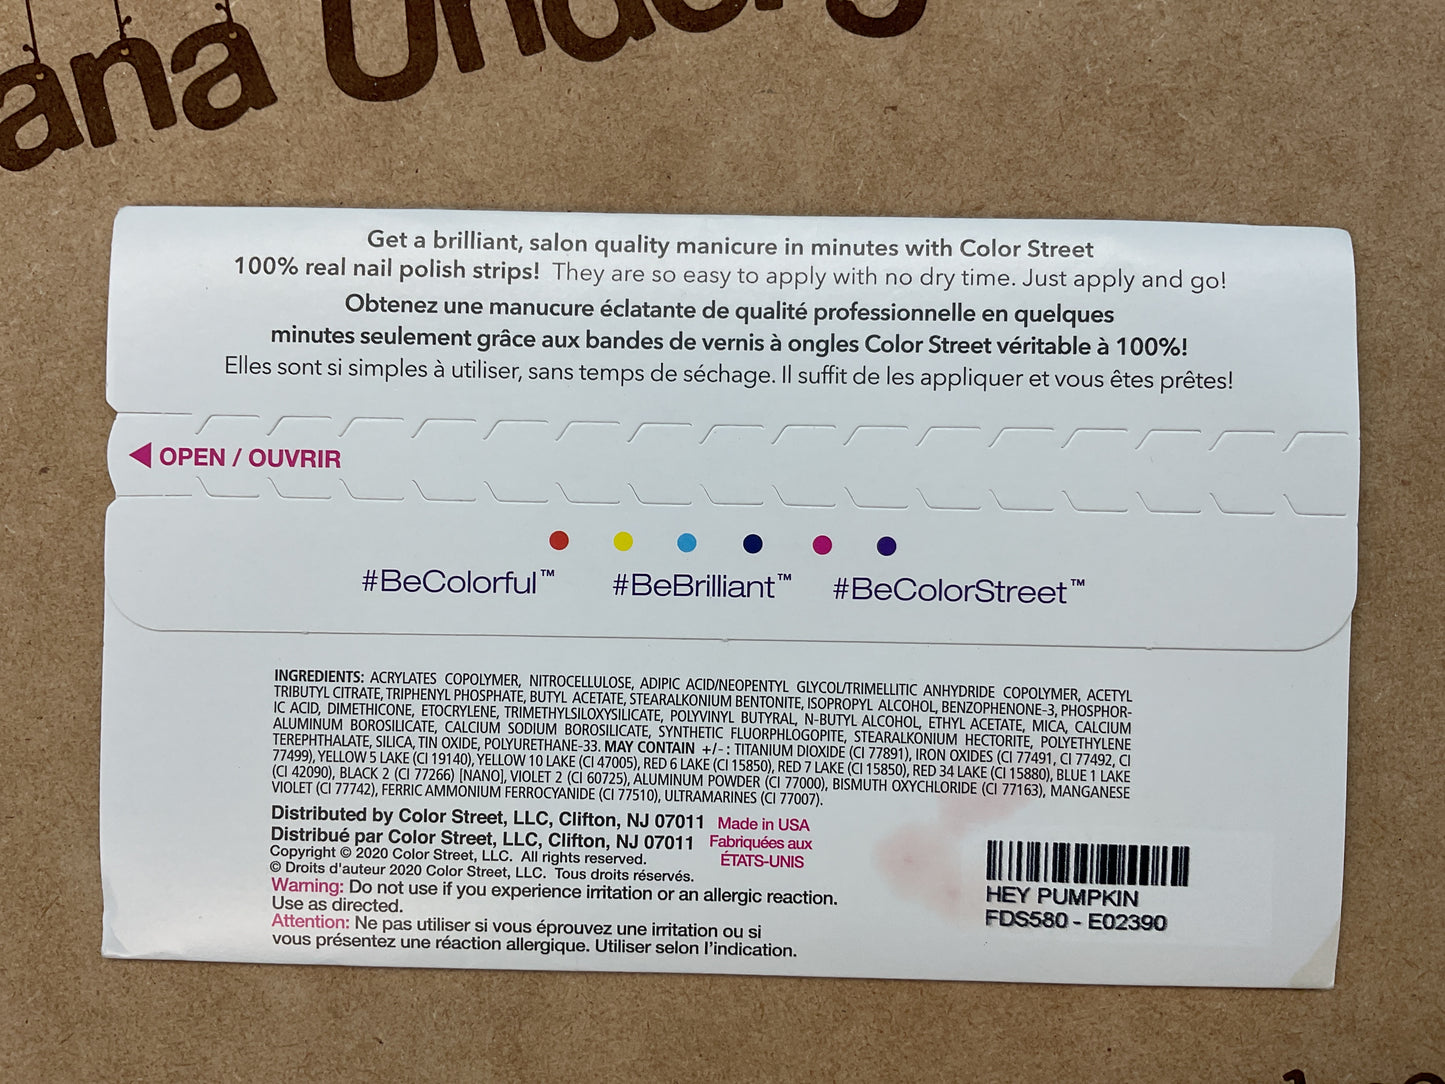 ana Underg
Get a brilliant, salon quality manicure in minutes with Color Street
100% real nail polish strips! They are so easy to apply with no dry time. Just apply and go!
Obtenez une manucure éclatante de qualité professionnelle en quelques
minutes seulement grâce aux bandes de vernis à ongles Color Street véritable à 100%!
Elles sont si simples à utiliser, sans temps de séchage. Il suffit de les appliquer et vous êtes prêtes!
OPEN / OUVRIR
#BeColorful™ #BeBrilliant™ #BeColorStreet™
INGREDIENTS: ACRYLATES COPOLYMER, NITROCELLULOSE, ADIPIC ACID/NEOPENTYL GLYCOL/TRIMELLITIC ANHYDRIDE COPOLYMER, ACETYL
TRIBUTYL CITRATE, TRIPHENYL PHOSPHATE, BUTYL ACETATE, STEARALKONIUM BENTONITE, ISOPROPYL ALCOHOL, BENZOPHENONE-3, PHOSPHOR-
IC ACID, DIMETHICONE, ETOCRYLENE, TRIMETHYLSILOXYSILICATE, POLYVINYL BUTYRAL, N-BUTYL ALCOHOL, ETHYL ACETATE, MICA, CALCIUM
ALUMINUM BOROSILICATE, CALCIUM SODIUM BOROSILICATE, SYNTHETIC FLUORPHLOGOPITE, STEARALKONIUM HECTORITE, POLYETHYLENE
TEREPHTHALATE, SILICA, TIN OXIDE, POLYURETHANE-33. MAY CONTAIN +/- : TITANIUM DIOXIDE (CI 77891), IRON OXIDES (CI 77491, CI 77492, CI
77499), YELLOW 5 LAKE (CI 19140), YELLOW 10 LAKE (CI 47005), RED 6 LAKE (CI 15850), RED 7 LAKE (CI 15850), RED 34 LAKE (CI 15880), BLUE 1 LAKE
(CI 42090), BLACK 2 (CI 77266) [NANO], VIOLET 2 (CI 60725), ALUMINUM POWDER (CI 77000), BISMUTH OXYCHLORIDE (CI 77163), MANGANESE
VIOLET (CI 77742), FERRIC AMMONIUM FERROCYANIDE (CI 77510), ULTRAMARINES (CI 77007).
Distributed by Color Street, LLC, Clifton, NJ 07011
Distribué par Color Street, LLC, Clifton, NJ 07011
Made in USA
Fabriquées aux
ÉTATS-UNIS
Copyright © 2020 Color Street, LLC. All rights reserved.
© Droits d'auteur 2020 Color Street, LLC. Tous droits réservés.
Warning: Do not use if you experience irritation or an allergic reaction.
Use as directed.
Attention: Ne pas utiliser si vous éprouvez une irritation ou si
vous présentez une réaction allergique. Utiliser selon l'indication.
HEY PUMPKIN
FDS580 - E02390